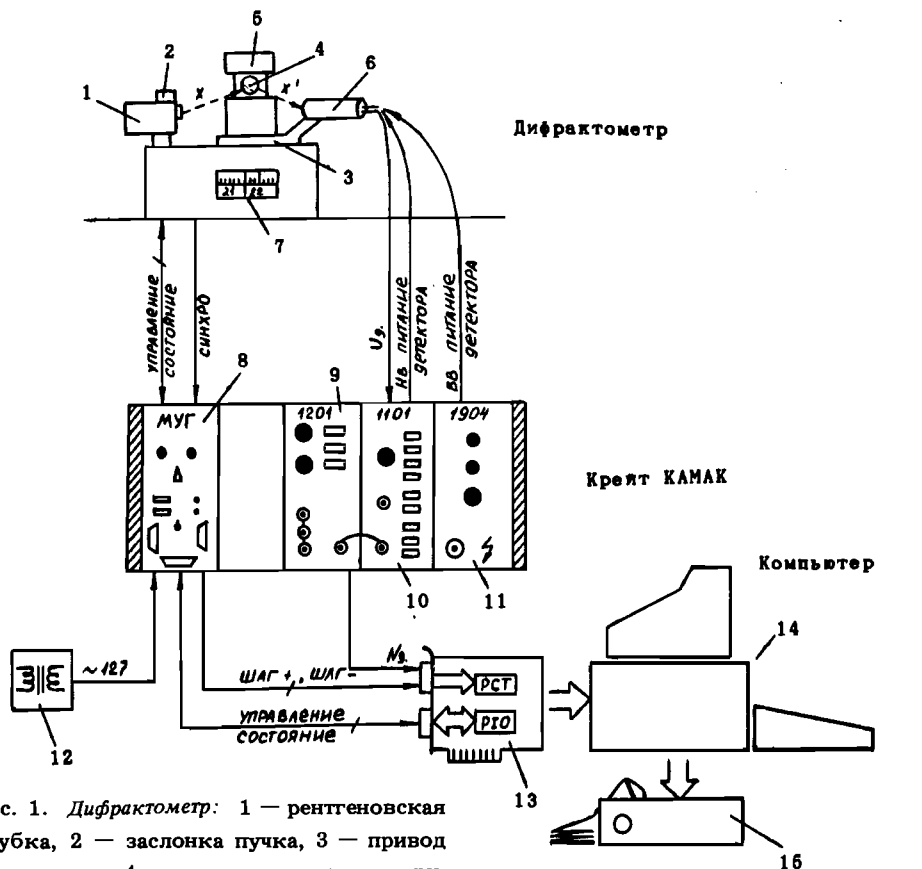 5
2
4
6
1
X
X'
Дифрактометр
3
21
22
7
УПРАВЛЕНИЕ
СОСТОЯНИЕ
СИНХРО
Uд.
НВ ПИТАНИЕ
ДЕТЕКТОРА
ВВ ПИТАНИЕ
ДЕТЕКТОРА
8
9
МУГ
1201
1101
1904
Крейт КАМАК
10
11
Компьютер
14
~127
Nд.
ШАГ +, ШАГ -
РСТ
УПРАВЛЕНИЕ
СОСТОЯНИЕ
PIO
12
13
с. 1. Дифрактометр: 1 — рентгеновская
убка, 2 — заслонка пучка, 3 — привод
15